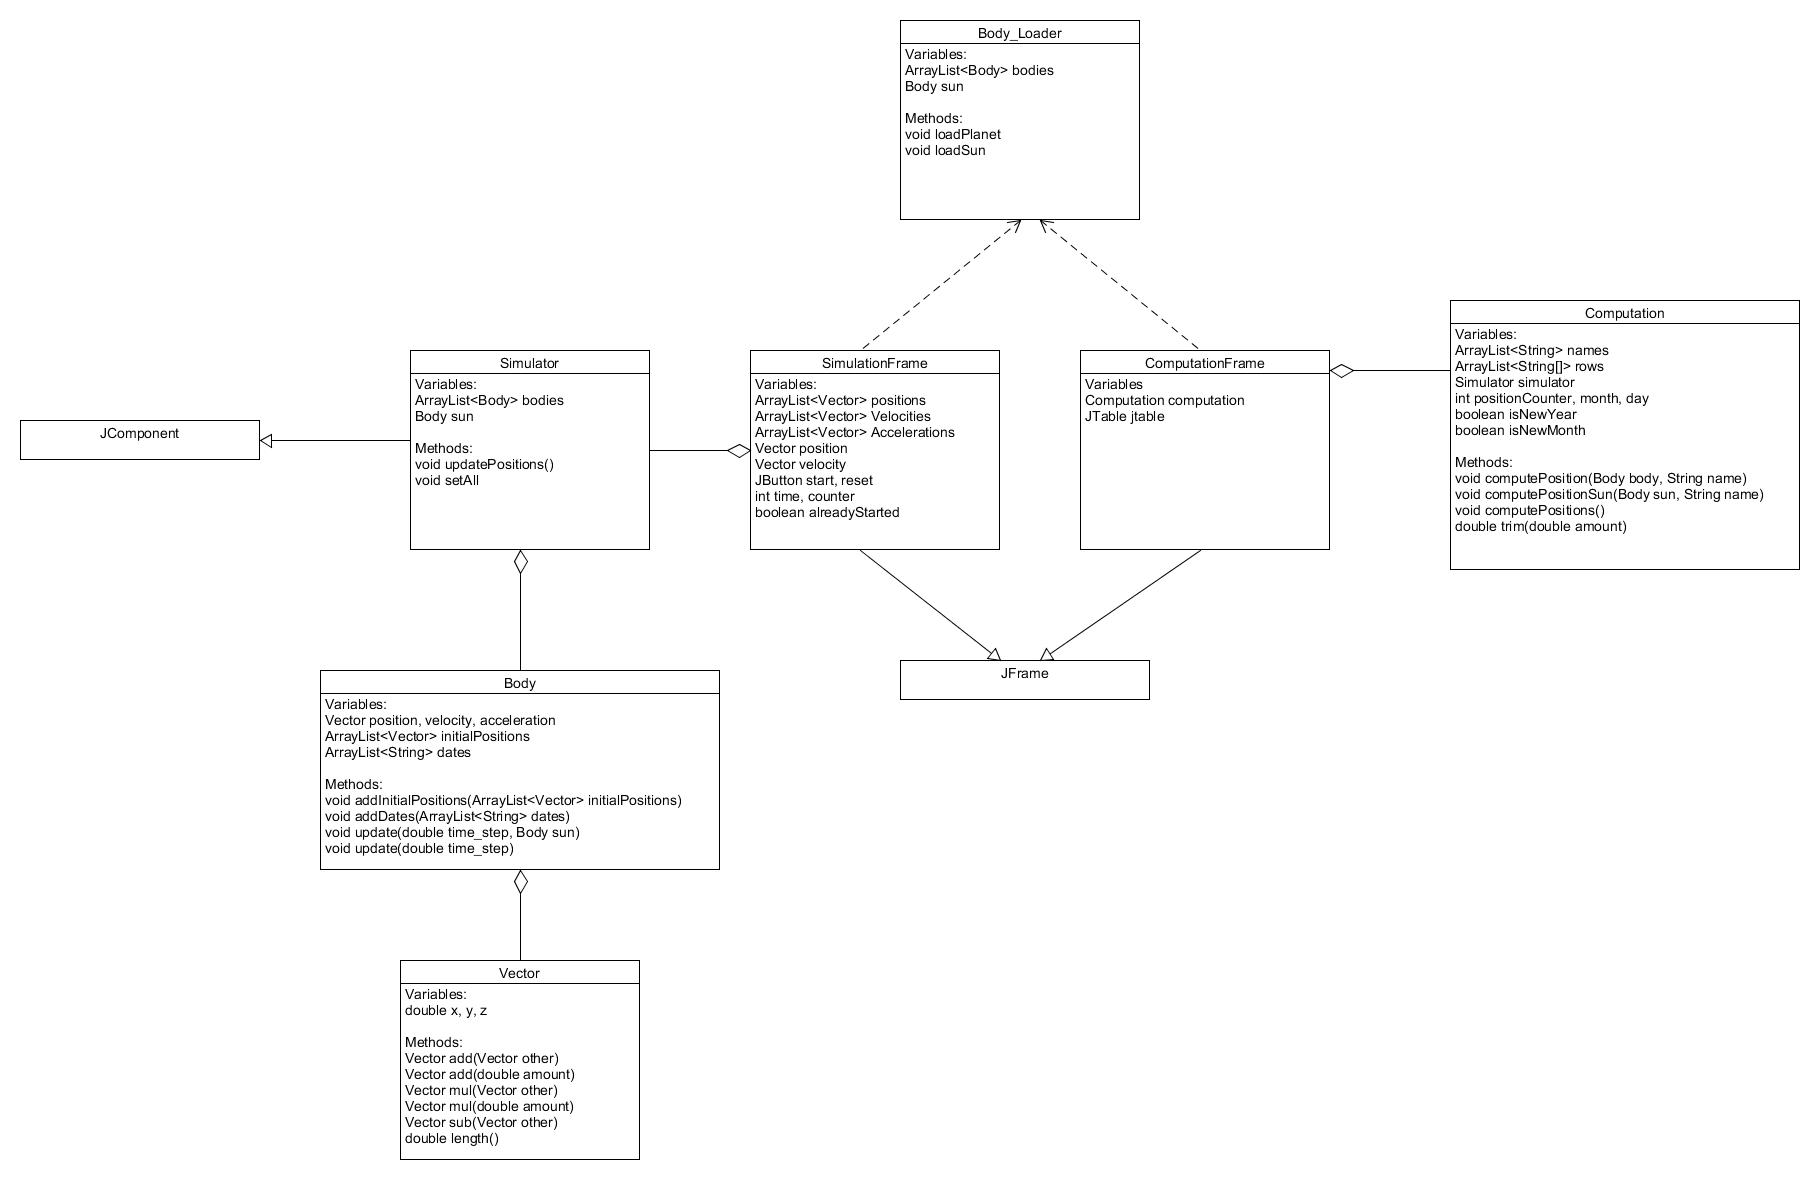 Body_Loader
Variables:
ArrayList<Body> bodies
Body sun
Methods:
void loadPlanet
void loadSun
Computation
Variables:
ArrayList<String> names
ArrayList<String[]> rows
Simulator simulator
int positionCounter, month, day
boolean isNewYear
boolean isNewMonth
Methods:
void computePosition(Body body, String name)
void computePositionSun(Body sun, String name)
void computePositions()
double trim(double amount)
Simulator
Variables:
ArrayList<Body> bodies
Body sun
Methods:
void updatePositions()
void setAll
SimulationFrame
Variables:
ArrayList<Vector> positions
ArrayList<Vector> Velocities
ArrayList<Vector> Accelerations
Vector position
Vector velocity
JButton start, reset
int time, counter
boolean alreadyStarted
ComputationFrame
Variables
Computation computation
JTable jtable
JComponent
JFrame
Body
Variables:
Vector position, velocity, acceleration
ArrayList<Vector> initialPositions
ArrayList<String> dates
Methods:
void addInitialPositions(ArrayList<Vector> initialPositions)
void addDates(ArrayList<String> dates)
void update(double time_step, Body sun)
void update(double time_step)
Vector
Variables:
double x, y, z
Methods:
Vector add(Vector other)
Vector add(double amount)
Vector mul(Vector other)
Vector mul(double amount)
Vector sub(Vector other)
double length()